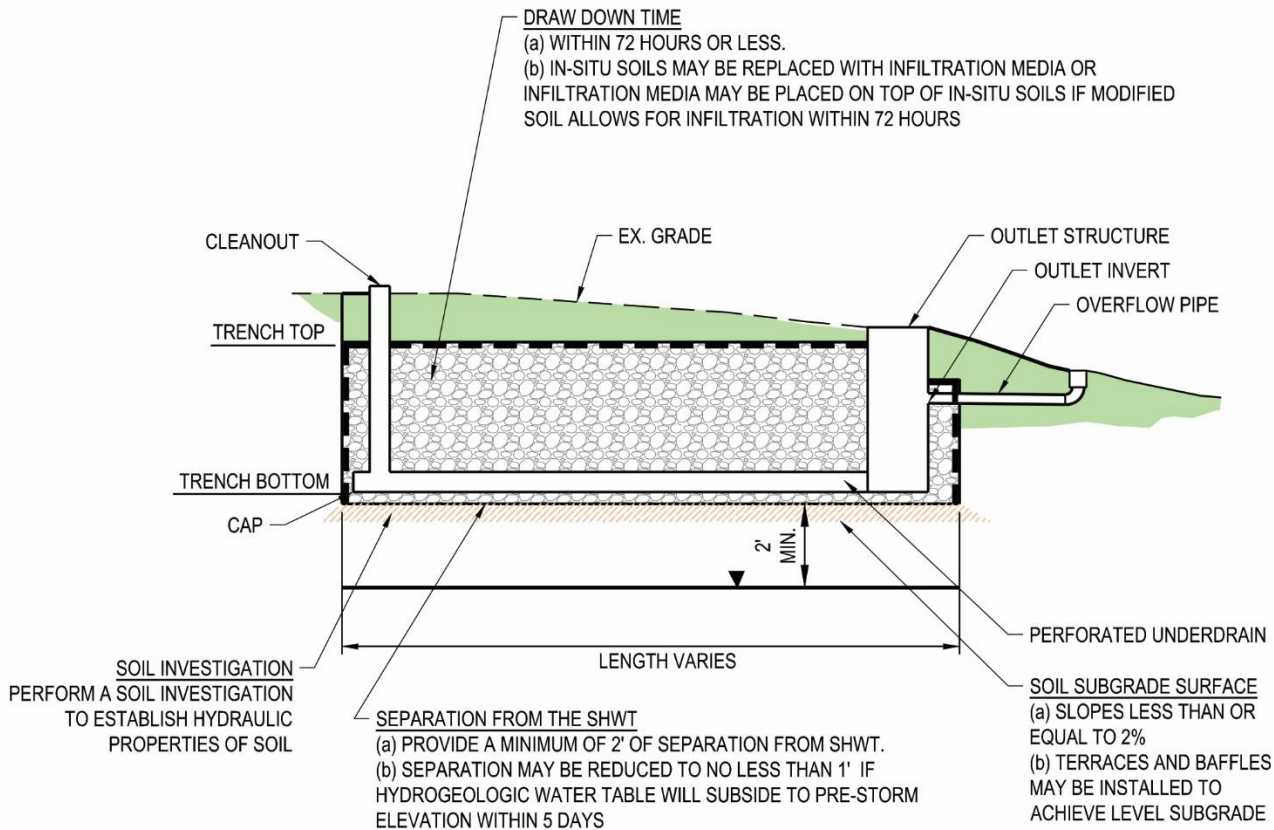 DRAW DOWN TIME
(a) WITHIN 72 HOURS OR LESS.
(b) IN-SITU SOILS MAY BE REPLACED WITH INFILTRATION MEDIA OR
INFILTRATION MEDIA MAY BE PLACED ON TOP OF IN-SITU SOILS IF MODIFIED
SOIL ALLOWS FOR INFILTRATION WITHIN 72 HOURS
CLEANOUT
EX. GRADE
OUTLET STRUCTURE
OUTLET INVERT
OVERFLOW PIPE
TRENCH TOP
TRENCH BOTTOM
CAP
2'
MIN.
LENGTH VARIES
PERFORATED UNDERDRAIN
SOIL INVESTIGATION
PERFORM A SOIL INVESTIGATION
TO ESTABLISH HYDRAULIC
PROPERTIES OF SOIL
SEPARATION FROM THE SHWT
(a) PROVIDE A MINIMUM OF 2' OF SEPARATION FROM SHWT.
(b) SEPARATION MAY BE REDUCED TO NO LESS THAN 1' IF
HYDROGEOLOGIC WATER TABLE WILL SUBSIDE TO PRE-STORM
ELEVATION WITHIN 5 DAYS
SOIL SUBGRADE SURFACE
(a) SLOPES LESS THAN OR
EQUAL TO 2%
(b) TERRACES AND BAFFLES
MAY BE INSTALLED TO
ACHIEVE LEVEL SUBGRADE